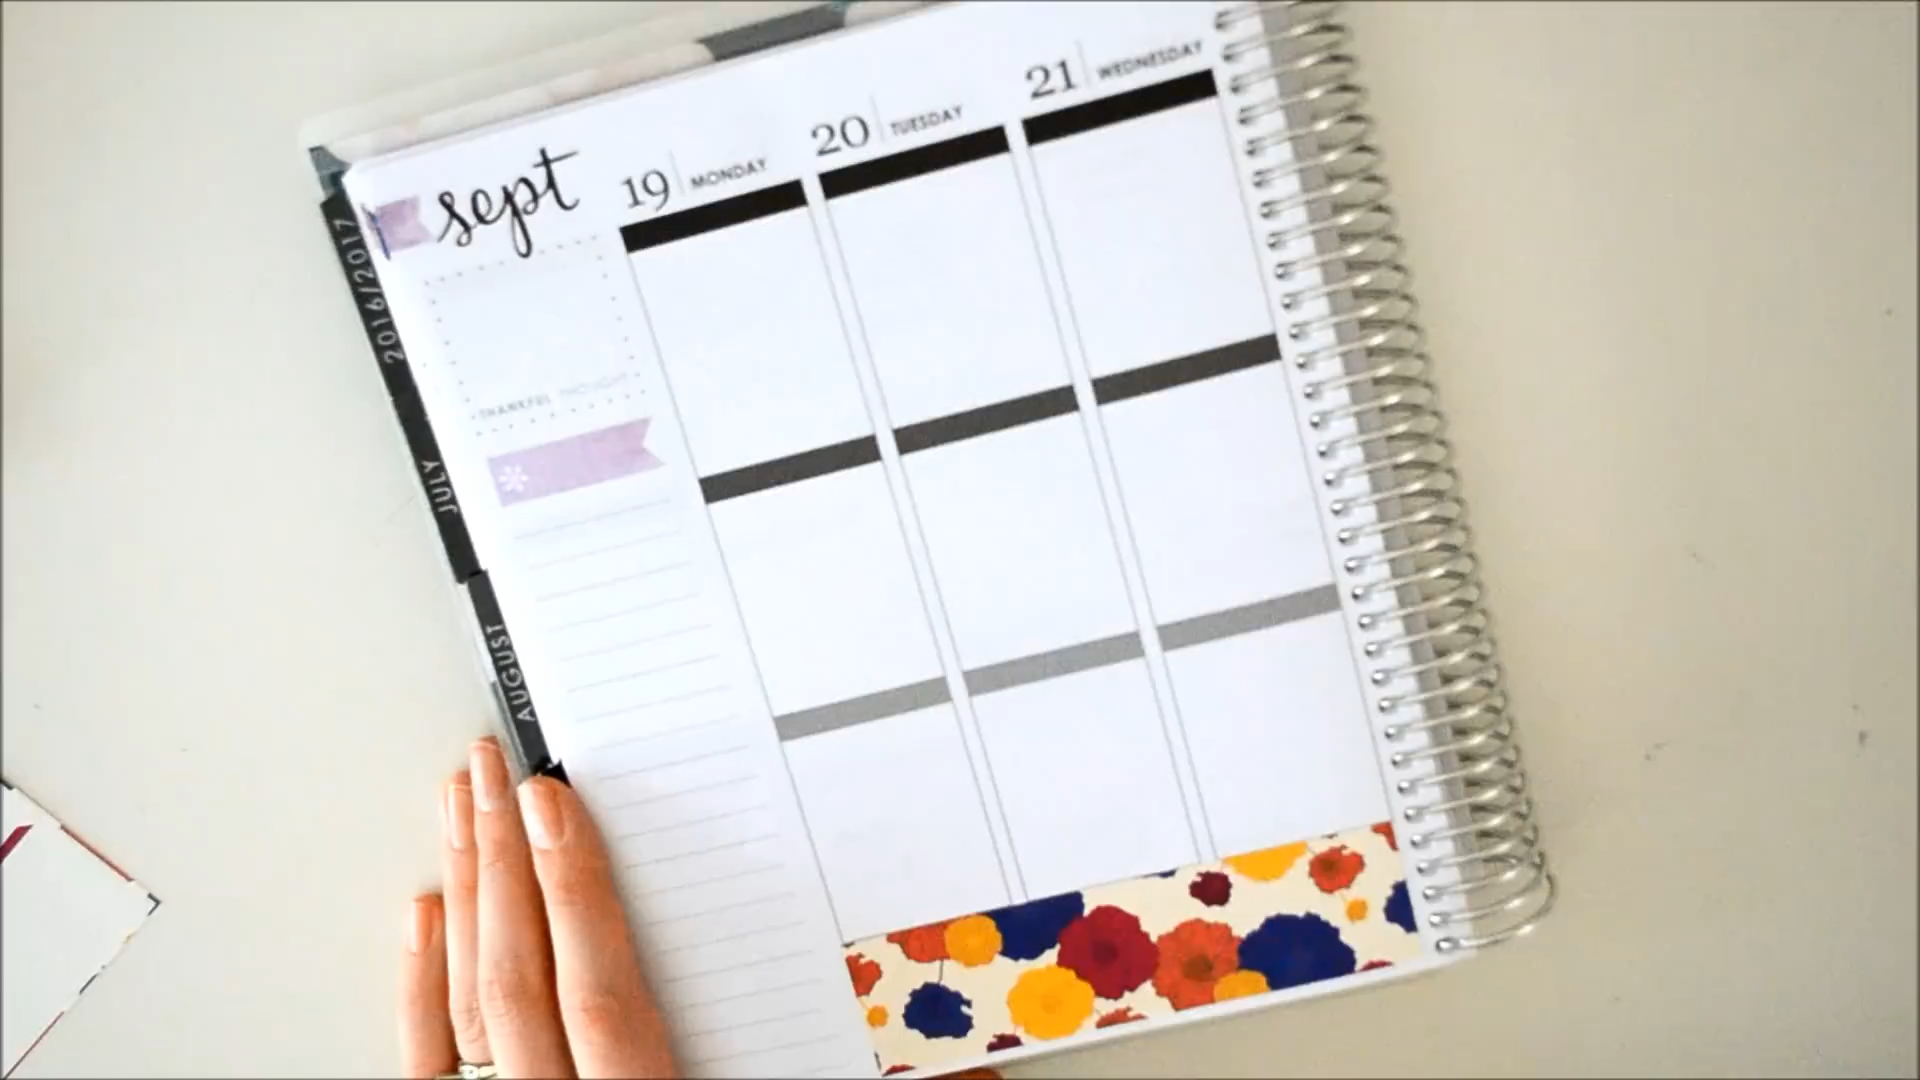 sept
19 MONDAY
20 TUESDAY
21 WEDNESDAY
THANKFUL THOUGHT
2016/2017
JULY
AUGUST